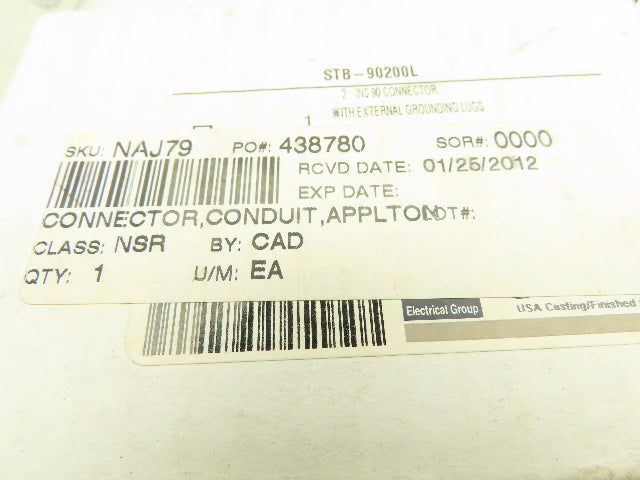 STB-90200L
2 INS 90 CONNECTOR
WITH EXTERNAL GROUNDING LUGS
1
SKU: NAJ79 PO#: 438780 SOR#: 0000
RCVD DATE: 01/25/2012
EXP DATE:
CONNECTOR,CONDUIT,APPLTON LOT#:
CLASS: NSR BY: CAD
QTY: 1 U/M: EA
Electrical Group USA Casting/Finished